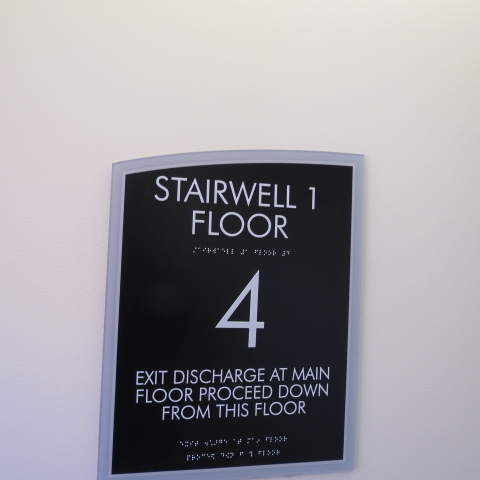 STAIRWELL 1
FLOOR
4
EXIT DISCHARGE AT MAIN
FLOOR PROCEED DOWN
FROM THIS FLOOR